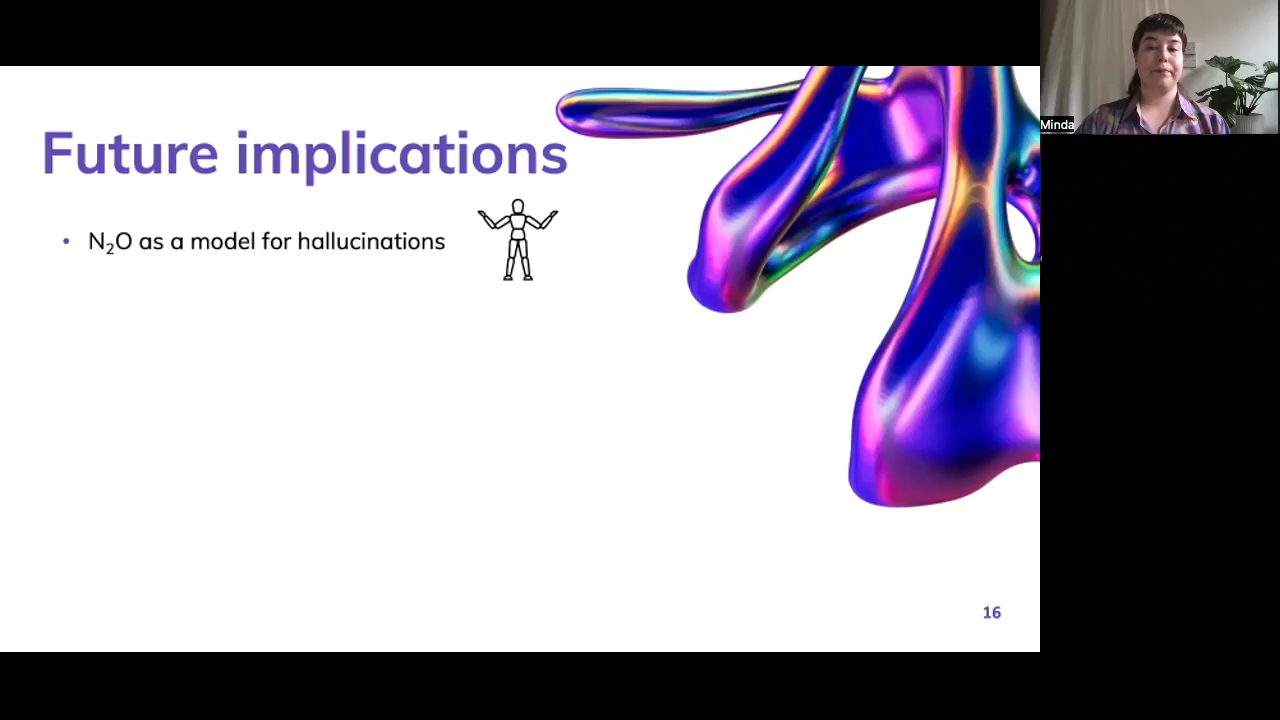 Future implications
• N₂O as a model for hallucinations
16
Minda